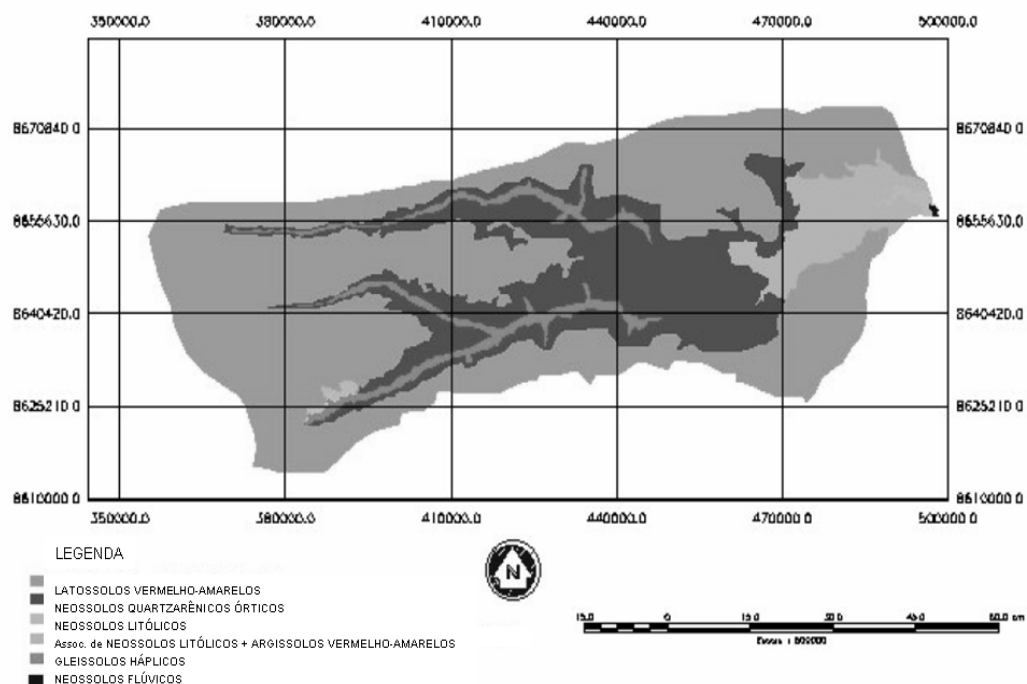 350000.0 380000.0 410000.0 440000.0 470000.0 500000.0
8670840.0 8670840.0
8655630.0 8655630.0
8640420.0 8640420.0
8625210.0 8625210.0
8610000.0 8610000.0
350000.0 380000.0 410000.0 440000.0 470000.0 500000.0
LEGENDA
LATOSSOLOS VERMELHO-AMARELOS
NEOSSOLOS QUARTZARÊNICOS ÓRTICOS
NEOSSOLOS LITÓLICOS
Assoc. de NEOSSOLOS LITÓLICOS + ARGISSOLOS VERMELHO-AMARELOS
GLEISSOLOS HÁPLICOS
NEOSSOLOS FLÚVICOS
N
15.0 0 15.0 30.0 45.0 60.0